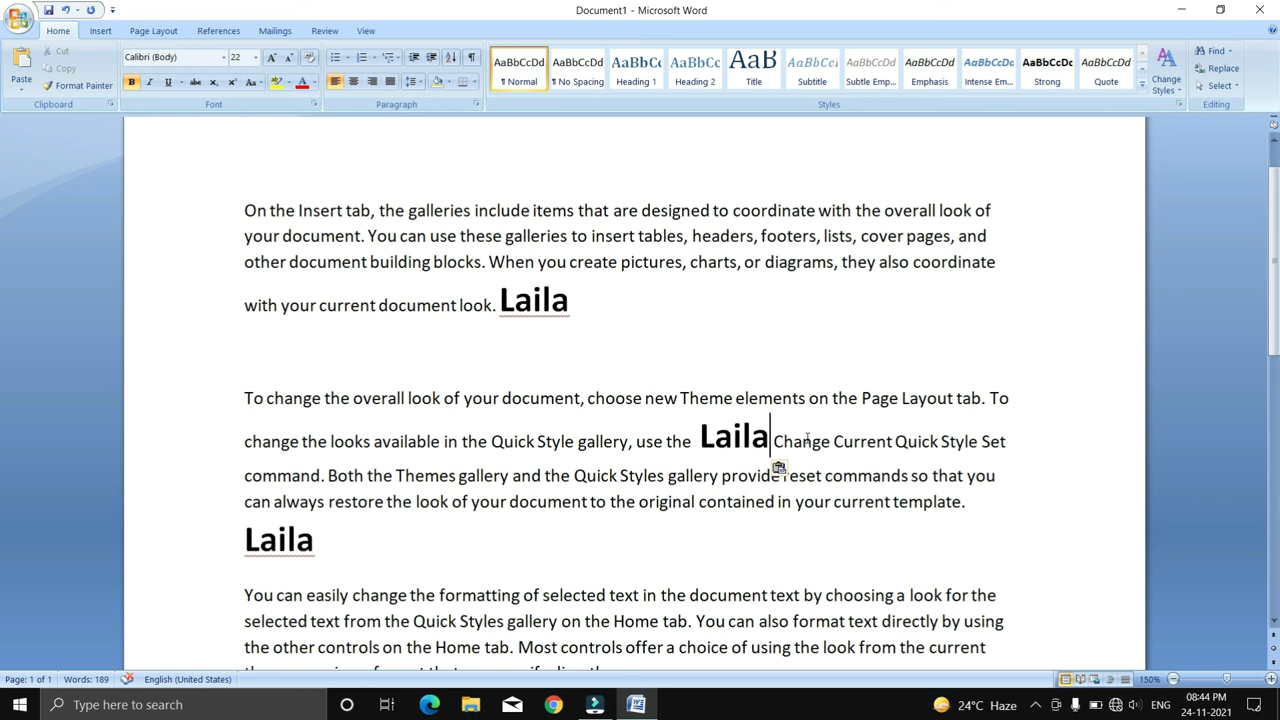 Document1 - Microsoft Word
Home Insert Page Layout References Mailings Review View
Paste
Cut
Copy
Format Painter
Clipboard
Calibri (Body) 22
Font
Paragraph
AaBbCcDd AaBbCcDd AaBbCc AaBbCc AaB AaBbCc. AaBbCcDd AaBbCcDd AaBbCcDd AaBbCcDc AaBbCcDd
¶ Normal ¶ No Spacing Heading 1 Heading 2 Title Subtitle Subtle Emp... Emphasis Intense Em... Strong Quote
Styles
Change
Styles
Find
Replace
Select
Editing
On the Insert tab, the galleries include items that are designed to coordinate with the overall look of
your document. You can use these galleries to insert tables, headers, footers, lists, cover pages, and
other document building blocks. When you create pictures, charts, or diagrams, they also coordinate
with your current document look. Laila
To change the overall look of your document, choose new Theme elements on the Page Layout tab. To
change the looks available in the Quick Style gallery, use the Laila Change Current Quick Style Set
command. Both the Themes gallery and the Quick Styles gallery provide reset commands so that you
can always restore the look of your document to the original contained in your current template.
Laila
You can easily change the formatting of selected text in the document text by choosing a look for the
selected text from the Quick Styles gallery on the Home tab. You can also format text directly by using
the other controls on the Home tab. Most controls offer a choice of using the look from the current
Page: 1 of 1 Words: 189 English (United States) 150%
Type here to search
24°C Haze
ENG
08:44 PM
24-11-2021